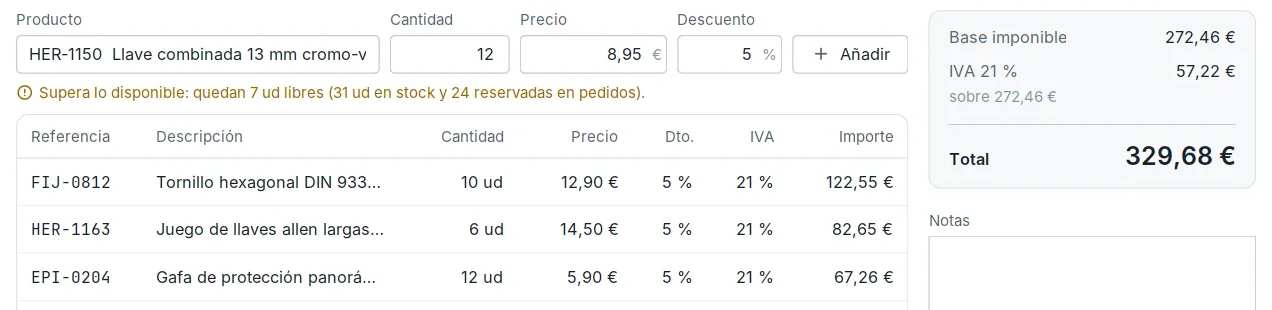 Producto Cantidad Precio Descuento
HER-1150 Llave combinada 13 mm cromo-v 12 8,95 € 5 % + Añadir
Supera lo disponible: quedan 7 ud libres (31 ud en stock y 24 reservadas en pedidos).
Referencia Descripción Cantidad Precio Dto. IVA Importe
FIJ-0812 Tornillo hexagonal DIN 933... 10 ud 12,90 € 5 % 21 % 122,55 €
HER-1163 Juego de llaves allen largas... 6 ud 14,50 € 5 % 21 % 82,65 €
EPI-0204 Gafa de protección panorá... 12 ud 5,90 € 5 % 21 % 67,26 €
Base imponible 272,46 €
IVA 21 % 57,22 €
sobre 272,46 €
Total 329,68 €
Notas